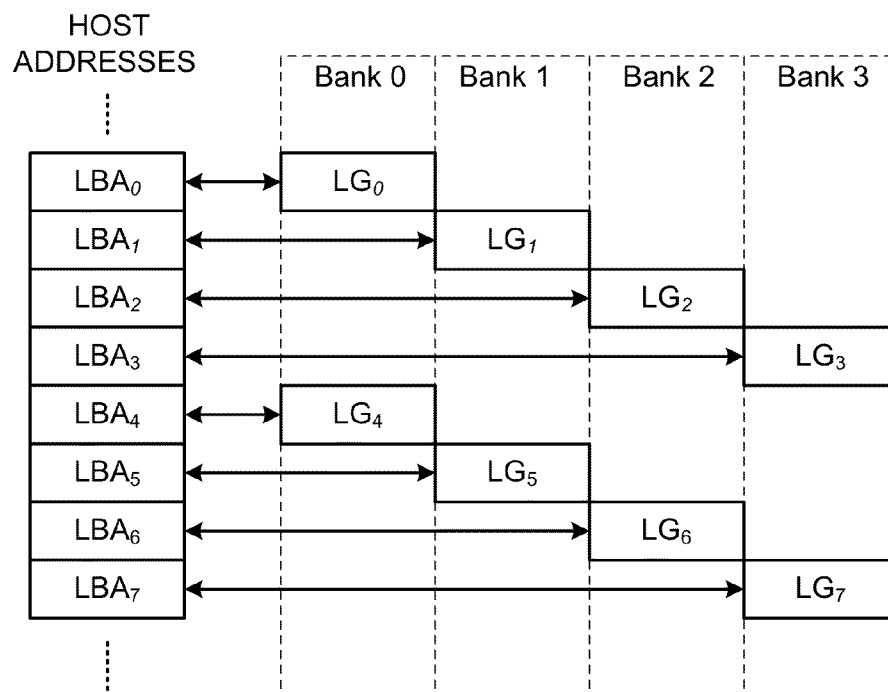 HOST
ADDRESSES
Bank 0 Bank 1 Bank 2 Bank 3
LBA0 LG0
LBA1 LG1
LBA2 LG2
LBA3 LG3
LBA4 LG4
LBA5 LG5
LBA6 LG6
LBA7 LG7